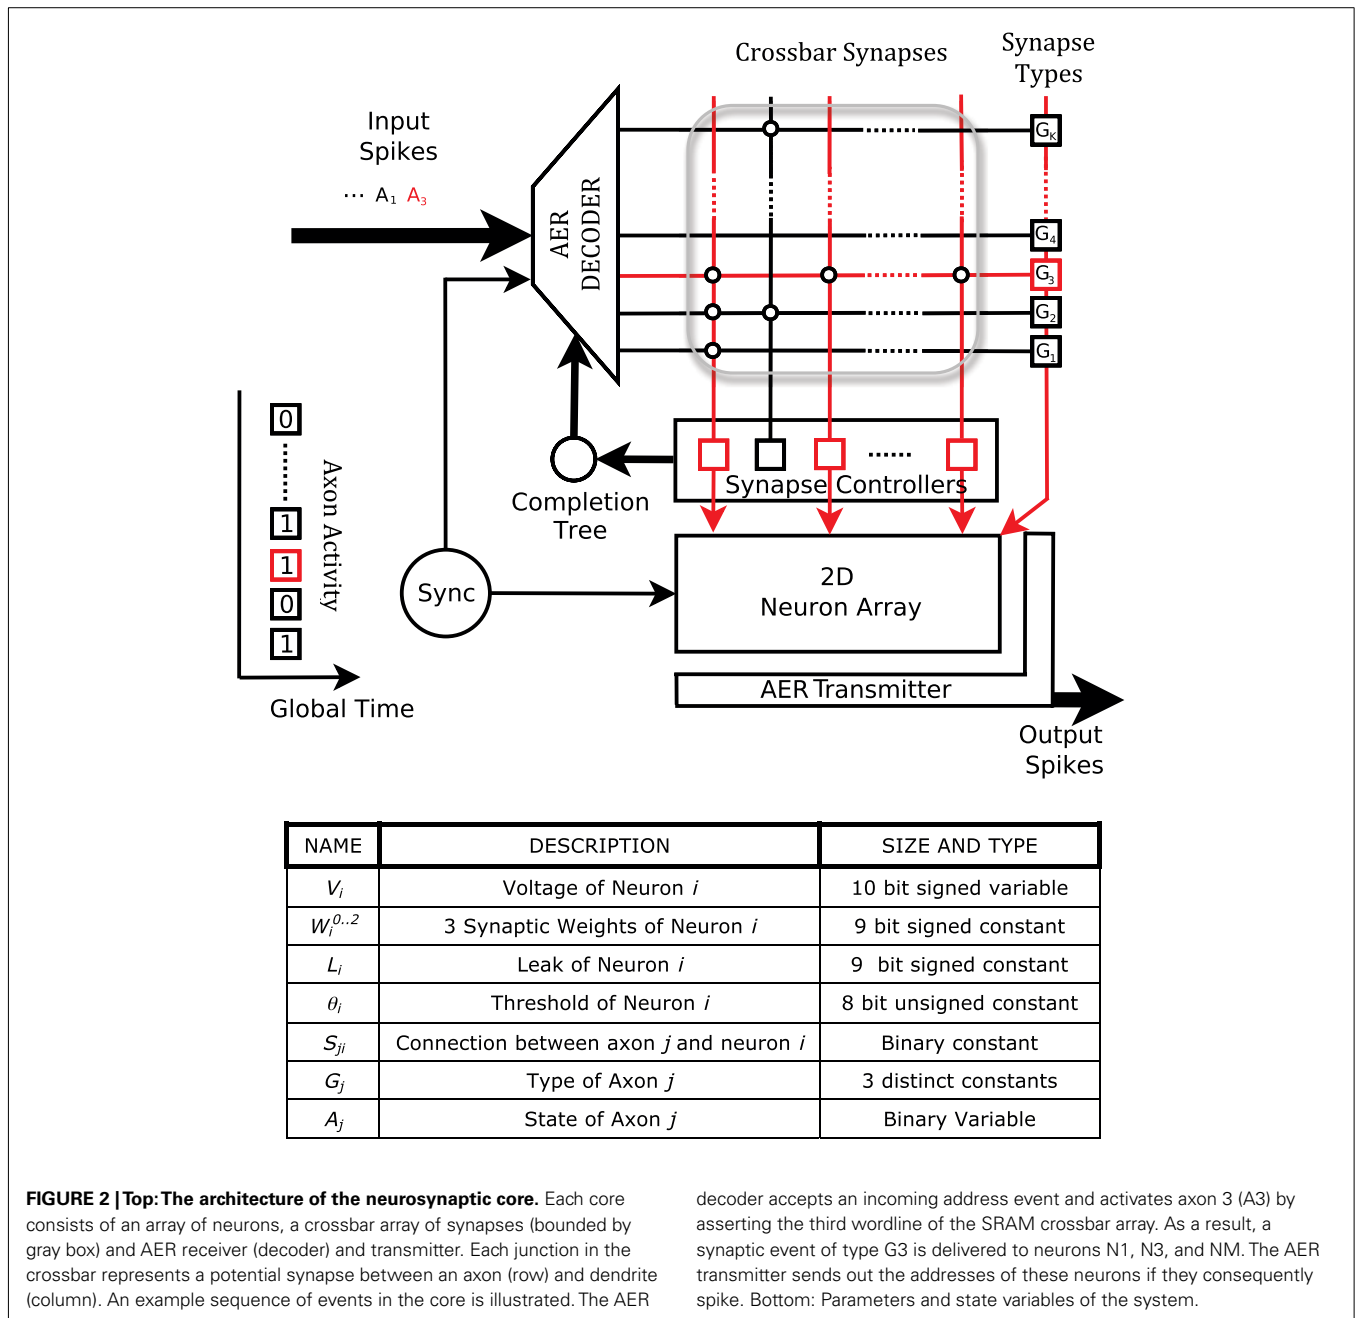 Crossbar Synapses
Synapse
Types
Input
Spikes
··· A1 A3
AER
DECODER
GK
G4
G3
G2
G1
0
1
1
0
1
Axon Activity
Global Time
Completion
Tree
Synapse Controllers
Sync
2D
Neuron Array
AER Transmitter
Output
Spikes
NAME DESCRIPTION SIZE AND TYPE
Vi Voltage of Neuron i 10 bit signed variable
Wi0..2 3 Synaptic Weights of Neuron i 9 bit signed constant
Li Leak of Neuron i 9 bit signed constant
θi Threshold of Neuron i 8 bit unsigned constant
Sji Connection between axon j and neuron i Binary constant
Gj Type of Axon j 3 distinct constants
Aj State of Axon j Binary Variable
FIGURE 2 | Top: The architecture of the neurosynaptic core. Each core
consists of an array of neurons, a crossbar array of synapses (bounded by
gray box) and AER receiver (decoder) and transmitter. Each junction in the
crossbar represents a potential synapse between an axon (row) and dendrite
(column). An example sequence of events in the core is illustrated. The AER
decoder accepts an incoming address event and activates axon 3 (A3) by
asserting the third wordline of the SRAM crossbar array. As a result, a
synaptic event of type G3 is delivered to neurons N1, N3, and NM. The AER
transmitter sends out the addresses of these neurons if they consequently
spike. Bottom: Parameters and state variables of the system.